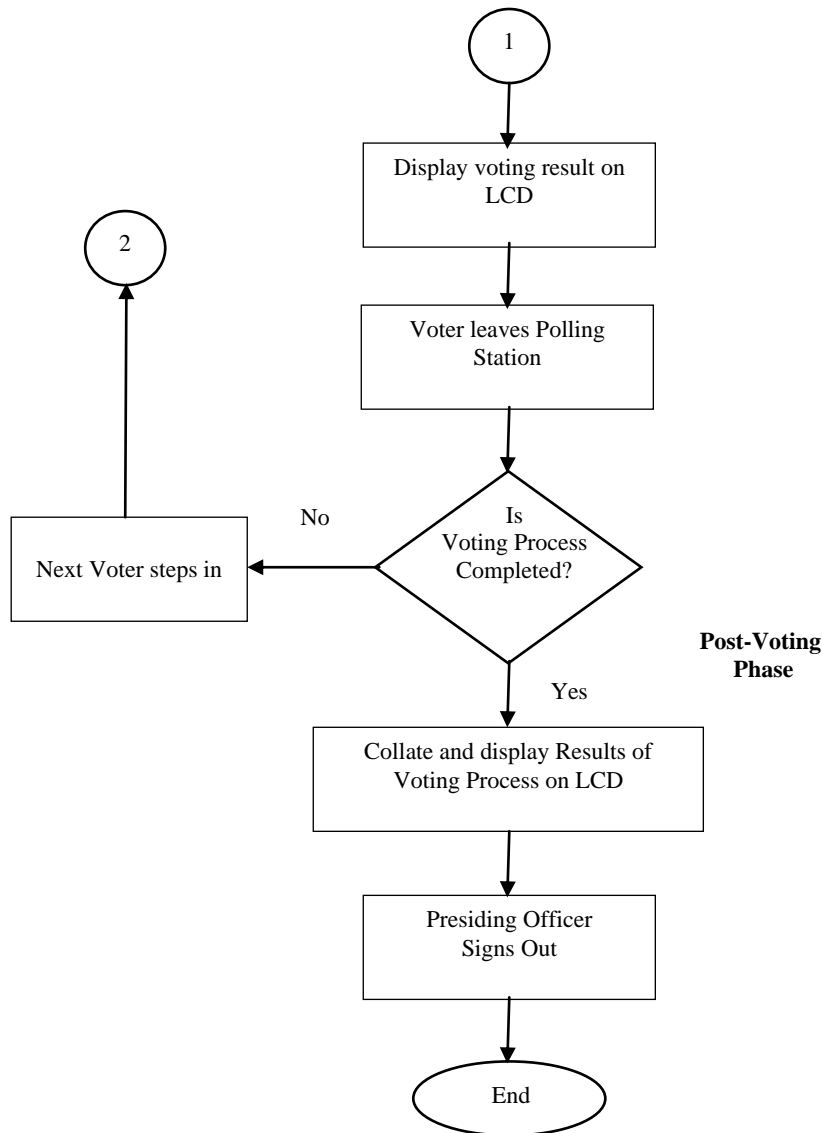 1
Display voting result on
LCD
2
Voter leaves Polling
Station
No
Is
Voting Process
Completed?
Next Voter steps in
Post-Voting
Phase
Yes
Collate and display Results of
Voting Process on LCD
Presiding Officer
Signs Out
End